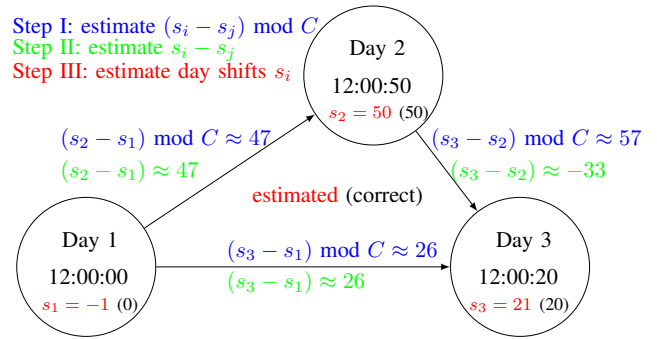 Step I: estimate (s_i − s_j) mod C
Step II: estimate s_i − s_j
Step III: estimate day shifts s_i
Day 2
12:00:50
s_2 = 50 (50)
(s_2 − s_1) mod C ≈ 47
(s_2 − s_1) ≈ 47
(s_3 − s_2) mod C ≈ 57
(s_3 − s_2) ≈ −33
estimated (correct)
Day 1
12:00:00
s_1 = −1 (0)
(s_3 − s_1) mod C ≈ 26
(s_3 − s_1) ≈ 26
Day 3
12:00:20
s_3 = 21 (20)